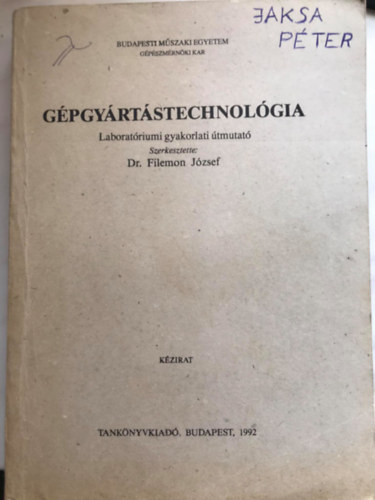 JAKSA
PÉTER
BUDAPESTI MŰSZAKI EGYETEM
GÉPÉSZMÉRNÖKI KAR
GÉPGYÁRTÁSTECHNOLÓGIA
Laboratóriumi gyakorlati útmutató
Szerkesztette:
Dr. Filemon József
KÉZIRAT
TANKÖNYVKIADÓ, BUDAPEST, 1992